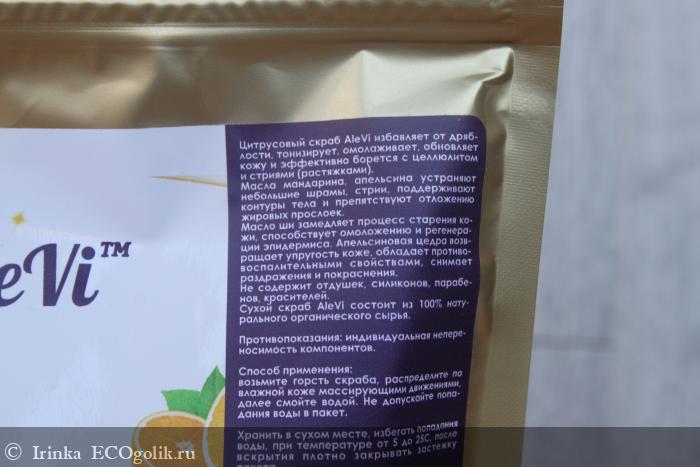 eVi™
Цитрусовый скраб AleVi избавляет от дряб-
лости, тонизирует, омолаживает, обновляет
кожу и эффективно борется с целлюлитом
и стриями (растяжками).
Масла мандарина, апельсина устраняют
небольшие шрамы, стрии, поддерживают
контуры тела и препятствуют отложению
жировых прослоек.
Масло ши замедляет процесс старения ко-
жи, способствует омоложению и регенера-
ции эпидермиса. Апельсиновая цедра возв-
ращает упругость коже, обладает противо-
воспалительными свойствами, снимает
раздражения и покраснения.
Не содержит отдушек, силиконов, парабе-
нов, красителей.
Сухой скраб AleVi состоит из 100% нату-
рального органического сырья.
Противопоказания: индивидуальная непере-
носимость компонентов.
Способ применения:
возьмите горсть скраба, распределите по
влажной коже массирующими движениями,
далее смойте водой. Не допускайте попа-
дания воды в пакет.
Хранить в сухом месте, избегать попадания
воды, при температуре от 5 до 25С, после
вскрытия плотно закрывать застежку
пакета
© Irinka ECOgolik.ru